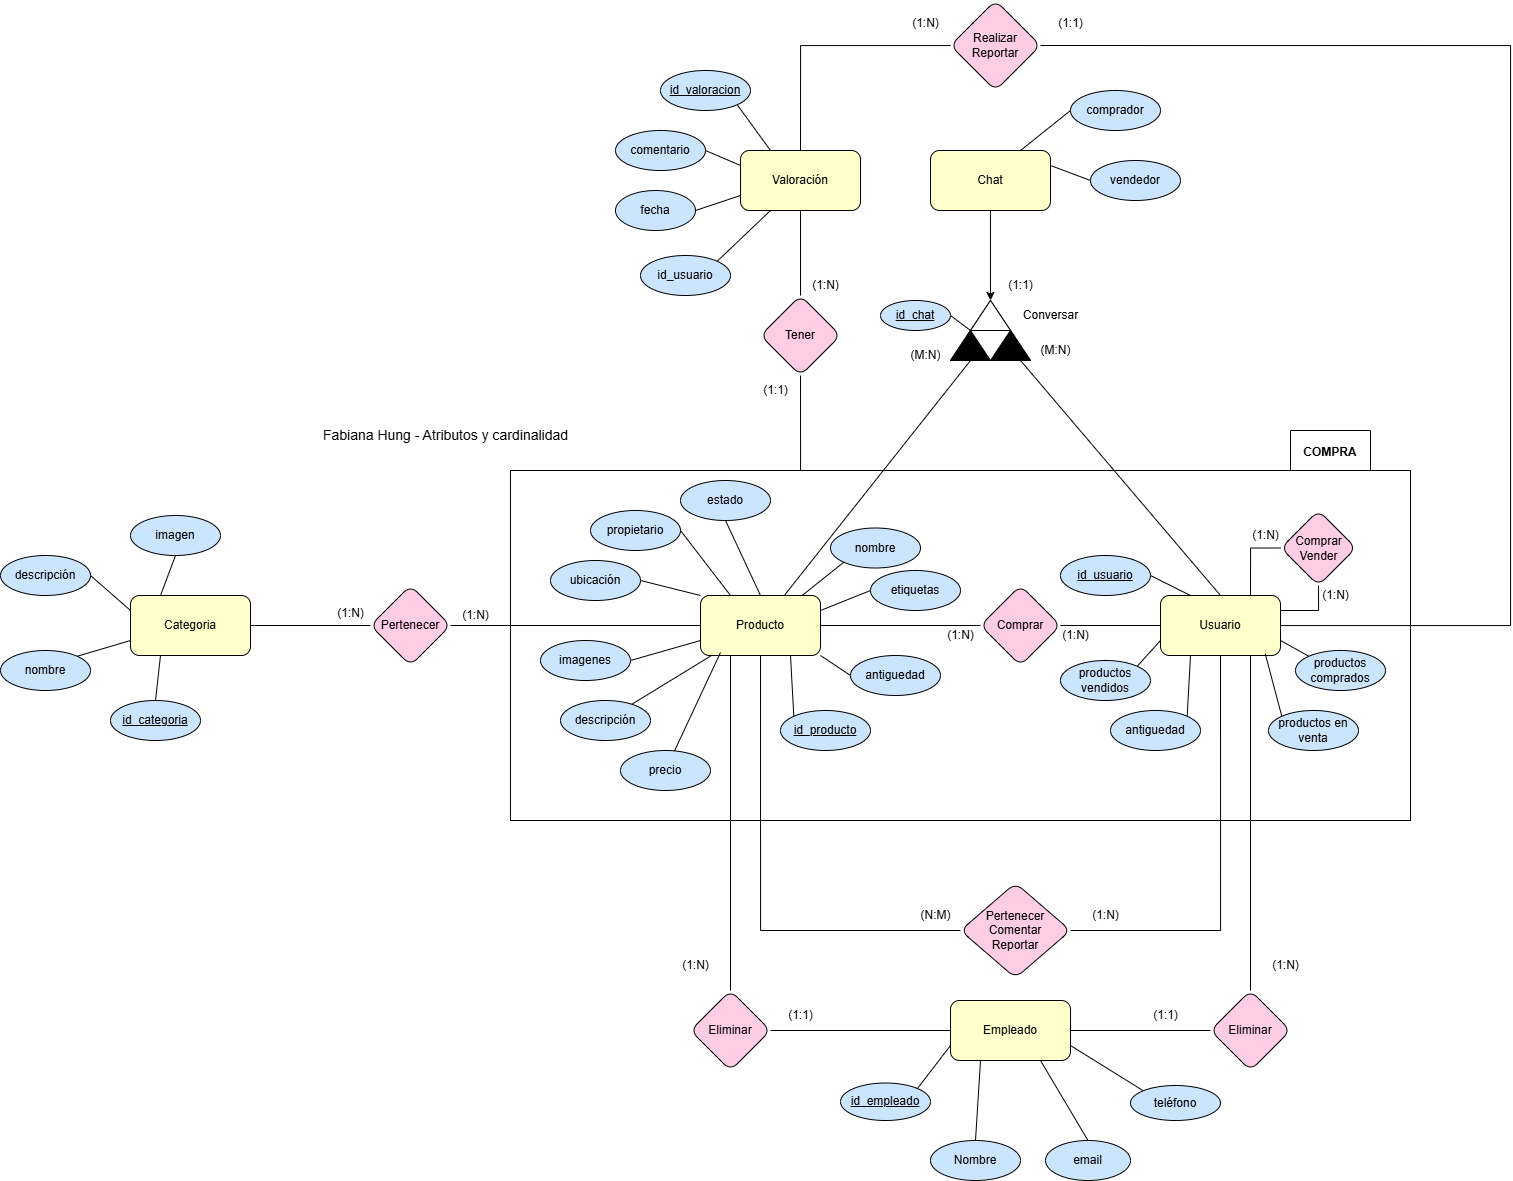 (1:N)
Realizar
Reportar
(1:1)
id_valoracion
comentario
fecha
id_usuario
Valoración
Chat
comprador
vendedor
(1:N)
(1:1)
id_chat
Conversar
(M:N)
(M:N)
Tener
(1:1)
Fabiana Hung - Atributos y cardinalidad
COMPRA
estado
propietario
ubicación
nombre
etiquetas
imagen
descripción
Categoria
nombre
id_categoria
(1:N)
Pertenecer
(1:N)
Producto
imagenes
descripción
precio
id_producto
antiguedad
(1:N)
Comprar
(1:N)
id_usuario
Usuario
(1:N)
Comprar
Vender
(1:N)
productos
vendidos
antiguedad
productos
comprados
productos en
venta
(N:M)
Pertenecer
Comentar
Reportar
(1:N)
(1:N)
(1:N)
Eliminar
(1:1)
Empleado
(1:1)
Eliminar
id_empleado
Nombre
email
teléfono